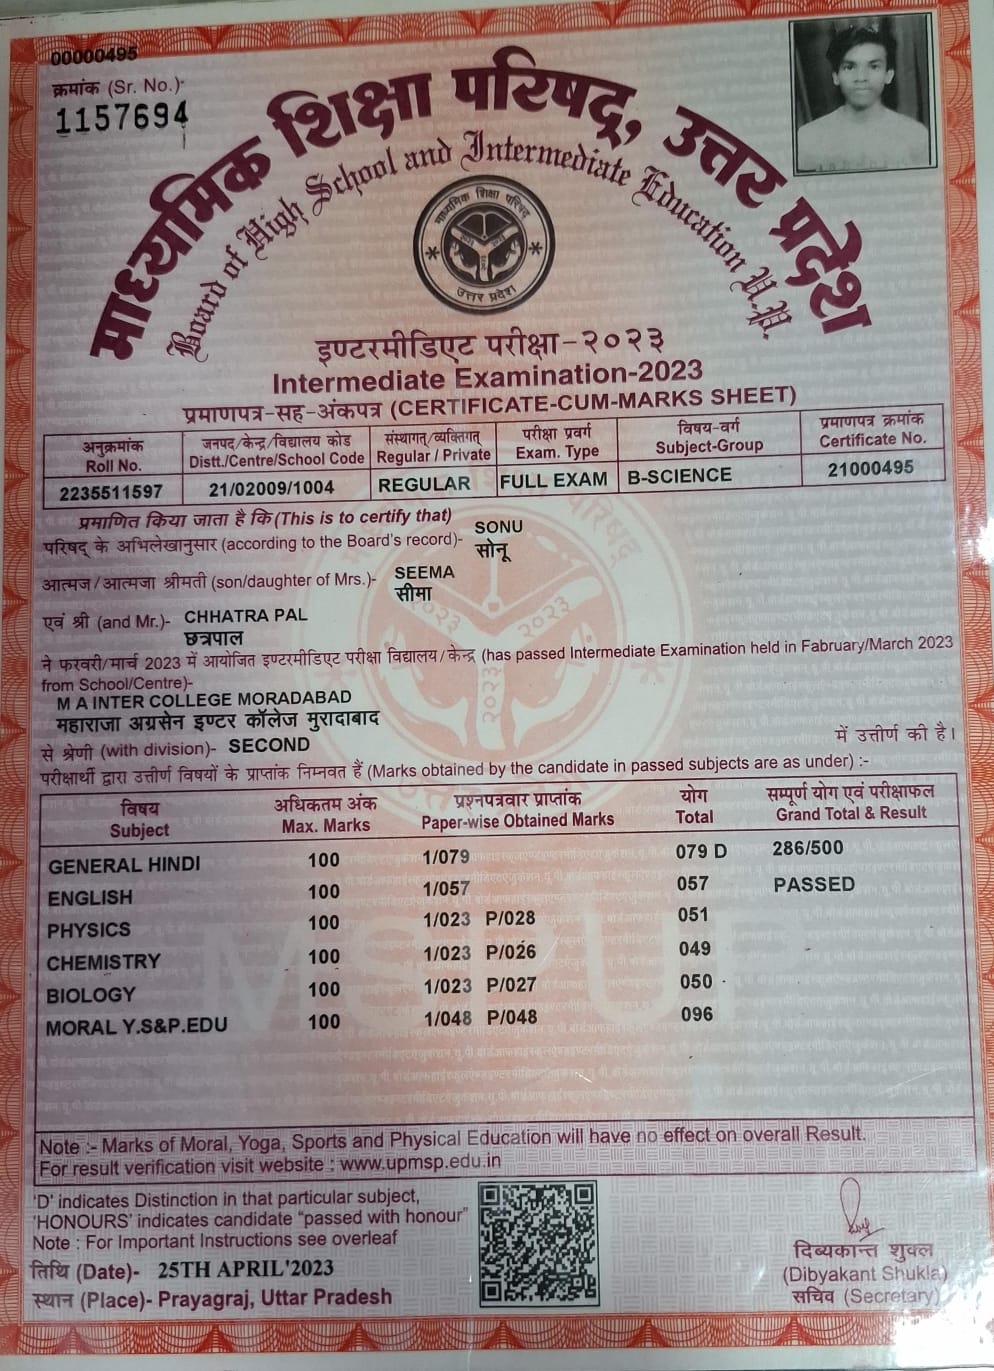 00000495
क्रमांक (Sr. No.)-
1157694
माध्यमिक शिक्षा परिषद्, उत्तर प्रदेश
Board of High School and Intermediate Education U.P.
माध्यमिक शिक्षा परिषद
उत्तर प्रदेश
इण्टरमीडिएट परीक्षा-२०२३
Intermediate Examination-2023
प्रमाणपत्र-सह-अंकपत्र (CERTIFICATE-CUM-MARKS SHEET)
अनुक्रमांक जनपद/केन्द्र/विद्यालय कोड संस्थागत/व्यक्तिगत् परीक्षा प्रवर्ग विषय-वर्ग प्रमाणपत्र क्रमांक
Roll No. Distt./Centre/School Code Regular / Private Exam. Type Subject-Group Certificate No.
2235511597 21/02009/1004 REGULAR FULL EXAM B-SCIENCE 21000495
प्रमाणित किया जाता है कि (This is to certify that)
परिषद् के अभिलेखानुसार (according to the Board's record)- SONU
सोनू
आत्मज/आत्मजा श्रीमती (son/daughter of Mrs.)- SEEMA
सीमा
एवं श्री (and Mr.)- CHHATRA PAL
छत्रपाल
ने फरवरी/मार्च 2023 में आयोजित इण्टरमीडिएट परीक्षा विद्यालय/केन्द्र (has passed Intermediate Examination held in Fabruary/March 2023
from School/Centre)-
M A INTER COLLEGE MORADABAD
महाराजा अग्रसेन इण्टर कॉलेज मुरादाबाद
से श्रेणी (with division)- SECOND में उत्तीर्ण की है।
परीक्षार्थी द्वारा उत्तीर्ण विषयों के प्राप्तांक निम्नवत हैं (Marks obtained by the candidate in passed subjects are as under) :-
विषय अधिकतम अंक प्रश्नपत्रवार प्राप्तांक योग सम्पूर्ण योग एवं परीक्षाफल
Subject Max. Marks Paper-wise Obtained Marks Total Grand Total & Result
GENERAL HINDI 100 1/079 079 D 286/500
ENGLISH 100 1/057 057 PASSED
PHYSICS 100 1/023 P/028 051
CHEMISTRY 100 1/023 P/026 049
BIOLOGY 100 1/023 P/027 050
MORAL Y.S&P.EDU 100 1/048 P/048 096
MSPUP
Note :- Marks of Moral, Yoga, Sports and Physical Education will have no effect on overall Result.
For result verification visit website : www.upmsp.edu.in
'D' indicates Distinction in that particular subject,
'HONOURS' indicates candidate "passed with honour"
Note : For Important Instructions see overleaf
तिथि (Date)- 25TH APRIL'2023
स्थान (Place)- Prayagraj, Uttar Pradesh
दिब्यकान्त शुक्ल
(Dibyakant Shukla)
सचिव (Secretary)